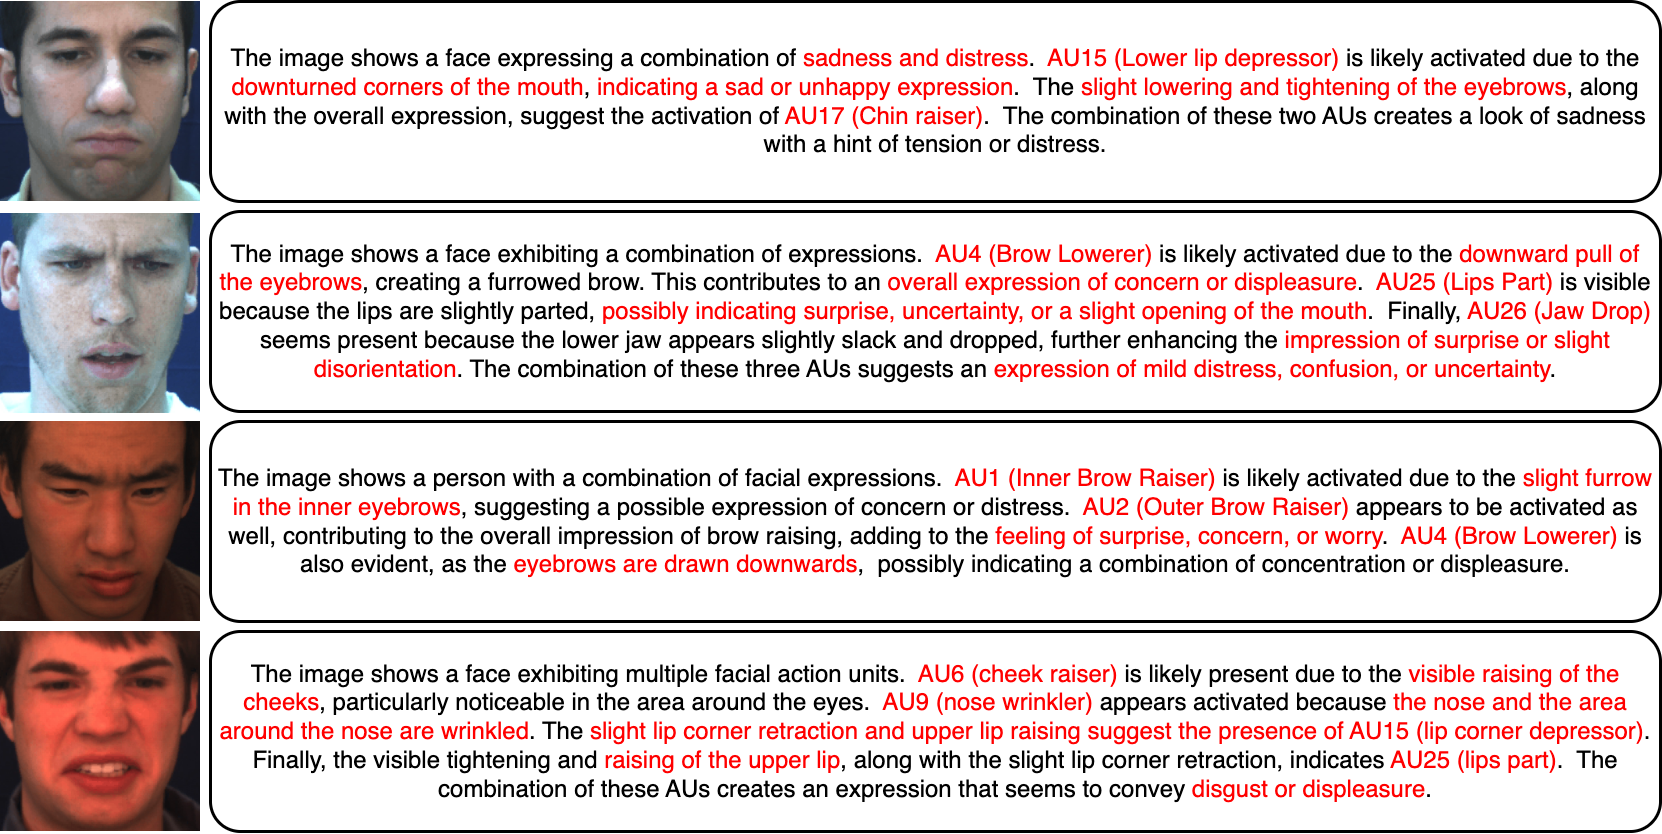 The image shows a face expressing a combination of sadness and distress. AU15 (Lower lip depressor) is likely activated due to the
downturned corners of the mouth, indicating a sad or unhappy expression. The slight lowering and tightening of the eyebrows, along
with the overall expression, suggest the activation of AU17 (Chin raiser). The combination of these two AUs creates a look of sadness
with a hint of tension or distress.
The image shows a face exhibiting a combination of expressions. AU4 (Brow Lowerer) is likely activated due to the downward pull of
the eyebrows, creating a furrowed brow. This contributes to an overall expression of concern or displeasure. AU25 (Lips Part) is visible
because the lips are slightly parted, possibly indicating surprise, uncertainty, or a slight opening of the mouth. Finally, AU26 (Jaw Drop)
seems present because the lower jaw appears slightly slack and dropped, further enhancing the impression of surprise or slight
disorientation. The combination of these three AUs suggests an expression of mild distress, confusion, or uncertainty.
The image shows a person with a combination of facial expressions. AU1 (Inner Brow Raiser) is likely activated due to the slight furrow
in the inner eyebrows, suggesting a possible expression of concern or distress. AU2 (Outer Brow Raiser) appears to be activated as
well, contributing to the overall impression of brow raising, adding to the feeling of surprise, concern, or worry. AU4 (Brow Lowerer) is
also evident, as the eyebrows are drawn downwards, possibly indicating a combination of concentration or displeasure.
The image shows a face exhibiting multiple facial action units. AU6 (cheek raiser) is likely present due to the visible raising of the
cheeks, particularly noticeable in the area around the eyes. AU9 (nose wrinkler) appears activated because the nose and the area
around the nose are wrinkled. The slight lip corner retraction and upper lip raising suggest the presence of AU15 (lip corner depressor).
Finally, the visible tightening and raising of the upper lip, along with the slight lip corner retraction, indicates AU25 (lips part). The
combination of these AUs creates an expression that seems to convey disgust or displeasure.